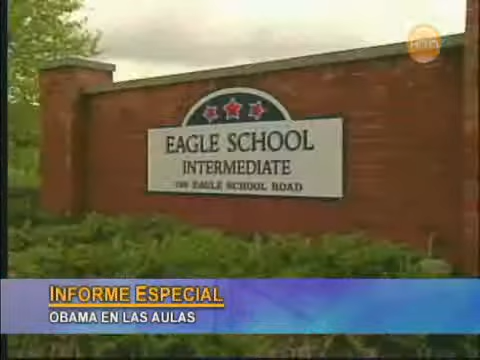 EAGLE SCHOOL
INTERMEDIATE
EAGLE SCHOOL ROAD
INFORME ESPECIAL
OBAMA EN LAS AULAS